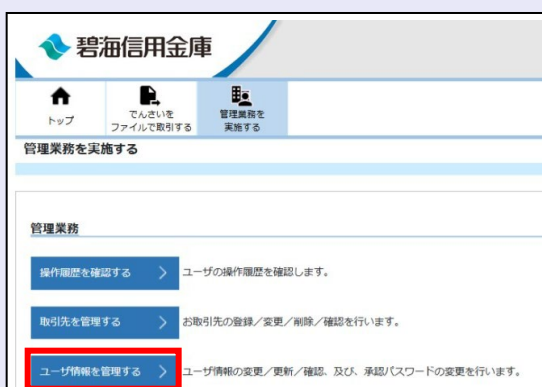 碧海信用金庫
トップ
でんさいを
ファイルで取引する
管理業務を
実施する
管理業務を実施する
管理業務
操作履歴を確認する
ユーザの操作履歴を確認します。
取引先を管理する
お取引先の登録／変更／削除／確認を行います。
ユーザ情報を管理する
ユーザ情報の変更／更新／確認、及び、承認パスワードの変更を行います。